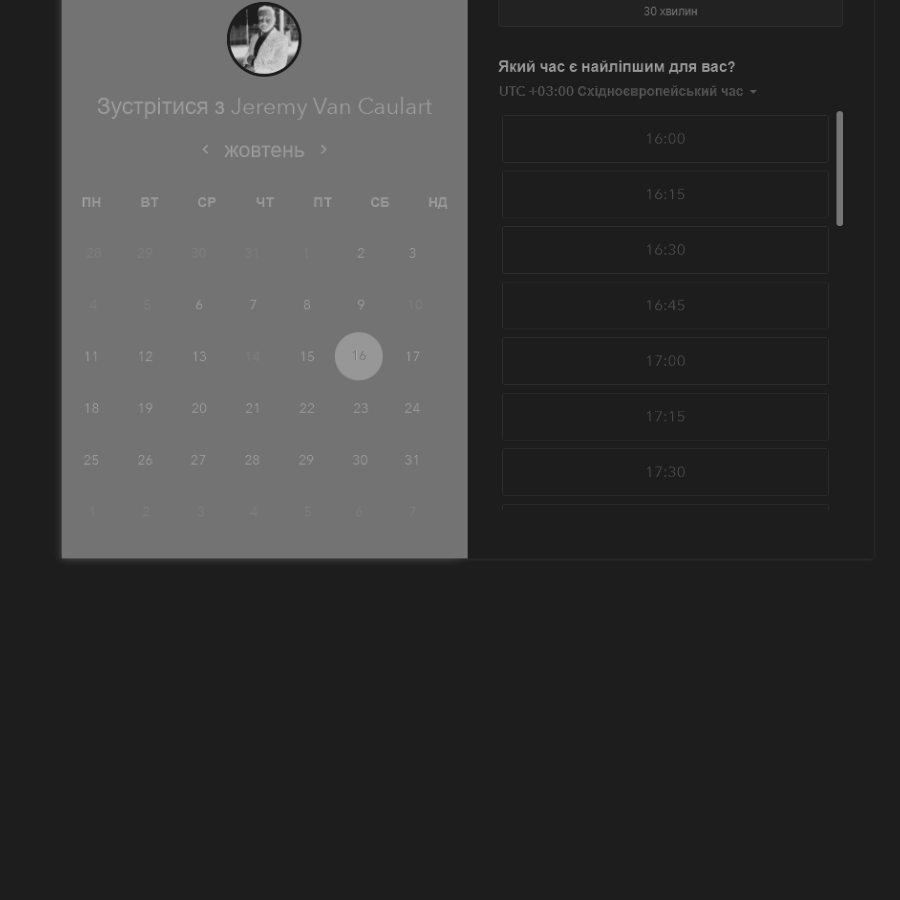 Зустрітися з Jeremy Van Caulart
жовтень
ПН ВТ СР ЧТ ПТ СБ НД
28 29 30 31 1 2 3
4 5 6 7 8 9 10
11 12 13 14 15 16 17
18 19 20 21 22 23 24
25 26 27 28 29 30 31
1 2 3 4 5 6 7
30 хвилин
Який час є найліпшим для вас?
UTC +03:00 Східноєвропейський час
16:00
16:15
16:30
16:45
17:00
17:15
17:30